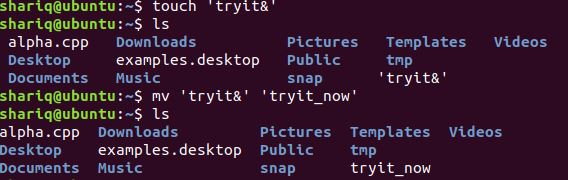 shariq@ubuntu:~$ touch 'tryit&'
shariq@ubuntu:~$ ls
 alpha.cpp   Downloads          Pictures   Templates   Videos
 Desktop     examples.desktop   Public     tmp
 Documents   Music              snap      'tryit&'
shariq@ubuntu:~$ mv 'tryit&' 'tryit_now'
shariq@ubuntu:~$ ls
alpha.cpp  Downloads         Pictures  Templates  Videos
Desktop    examples.desktop  Public    tmp
Documents  Music             snap      tryit_now